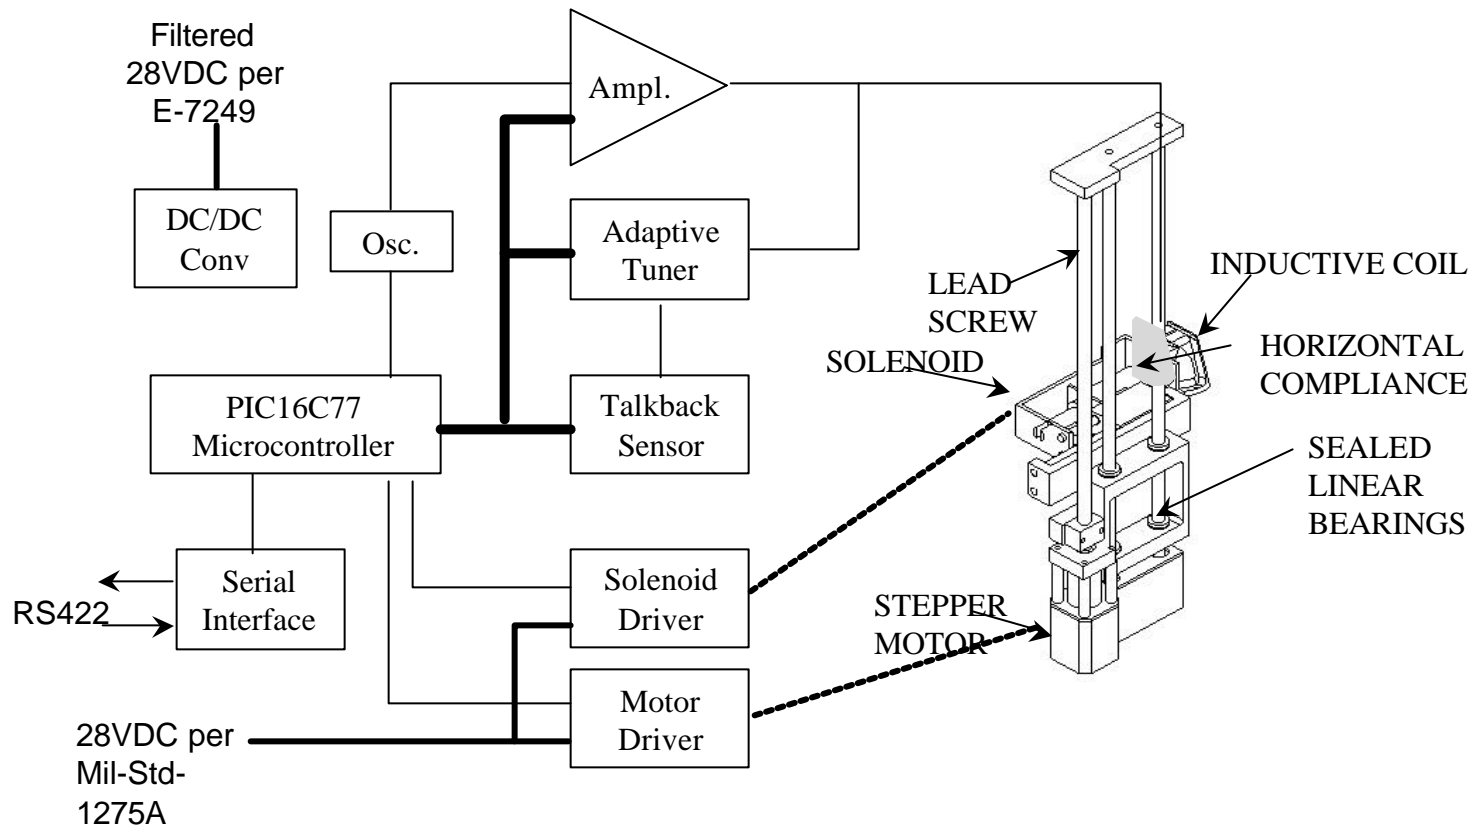 Filtered
28VDC per
E-7249
DC/DC
Conv
Osc.
Ampl.
Adaptive
Tuner
PIC16C77
Microcontroller
Talkback
Sensor
Serial
Interface
RS422
Solenoid
Driver
Motor
Driver
28VDC per
Mil-Std-
1275A
LEAD
SCREW
SOLENOID
INDUCTIVE COIL
HORIZONTAL
COMPLIANCE
SEALED
LINEAR
BEARINGS
STEPPER
MOTOR